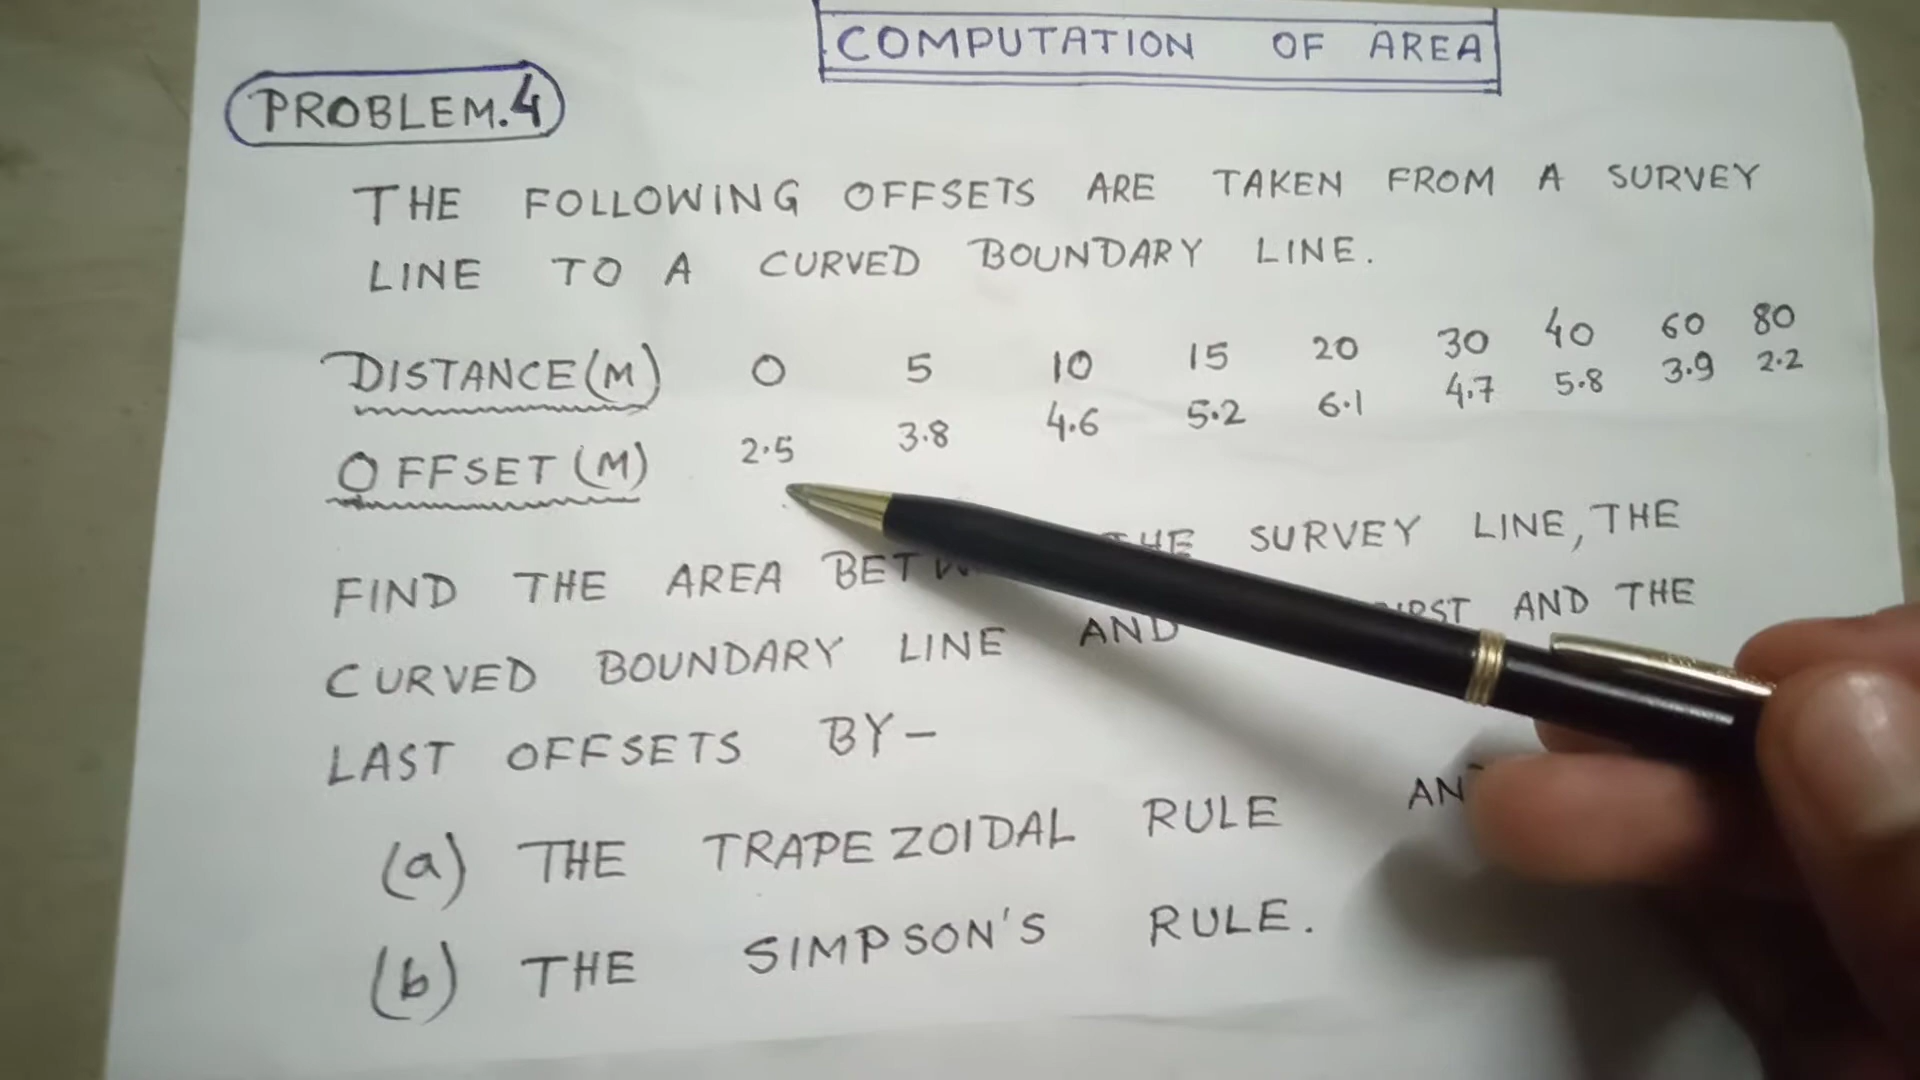 COMPUTATION OF AREA
PROBLEM.4
THE FOLLOWING OFFSETS ARE TAKEN FROM A SURVEY
LINE TO A CURVED BOUNDARY LINE.
DISTANCE(M) 0 5 10 15 20 30 40 60 80
OFFSET(M) 2.5 3.8 4.6 5.2 6.1 4.7 5.8 3.9 2.2
FIND THE AREA THE SURVEY LINE, THE
CURVED BOUNDARY LINE AND AND THE
LAST OFFSETS BY-
(a) THE TRAPEZOIDAL RULE
(b) THE SIMPSON'S RULE.